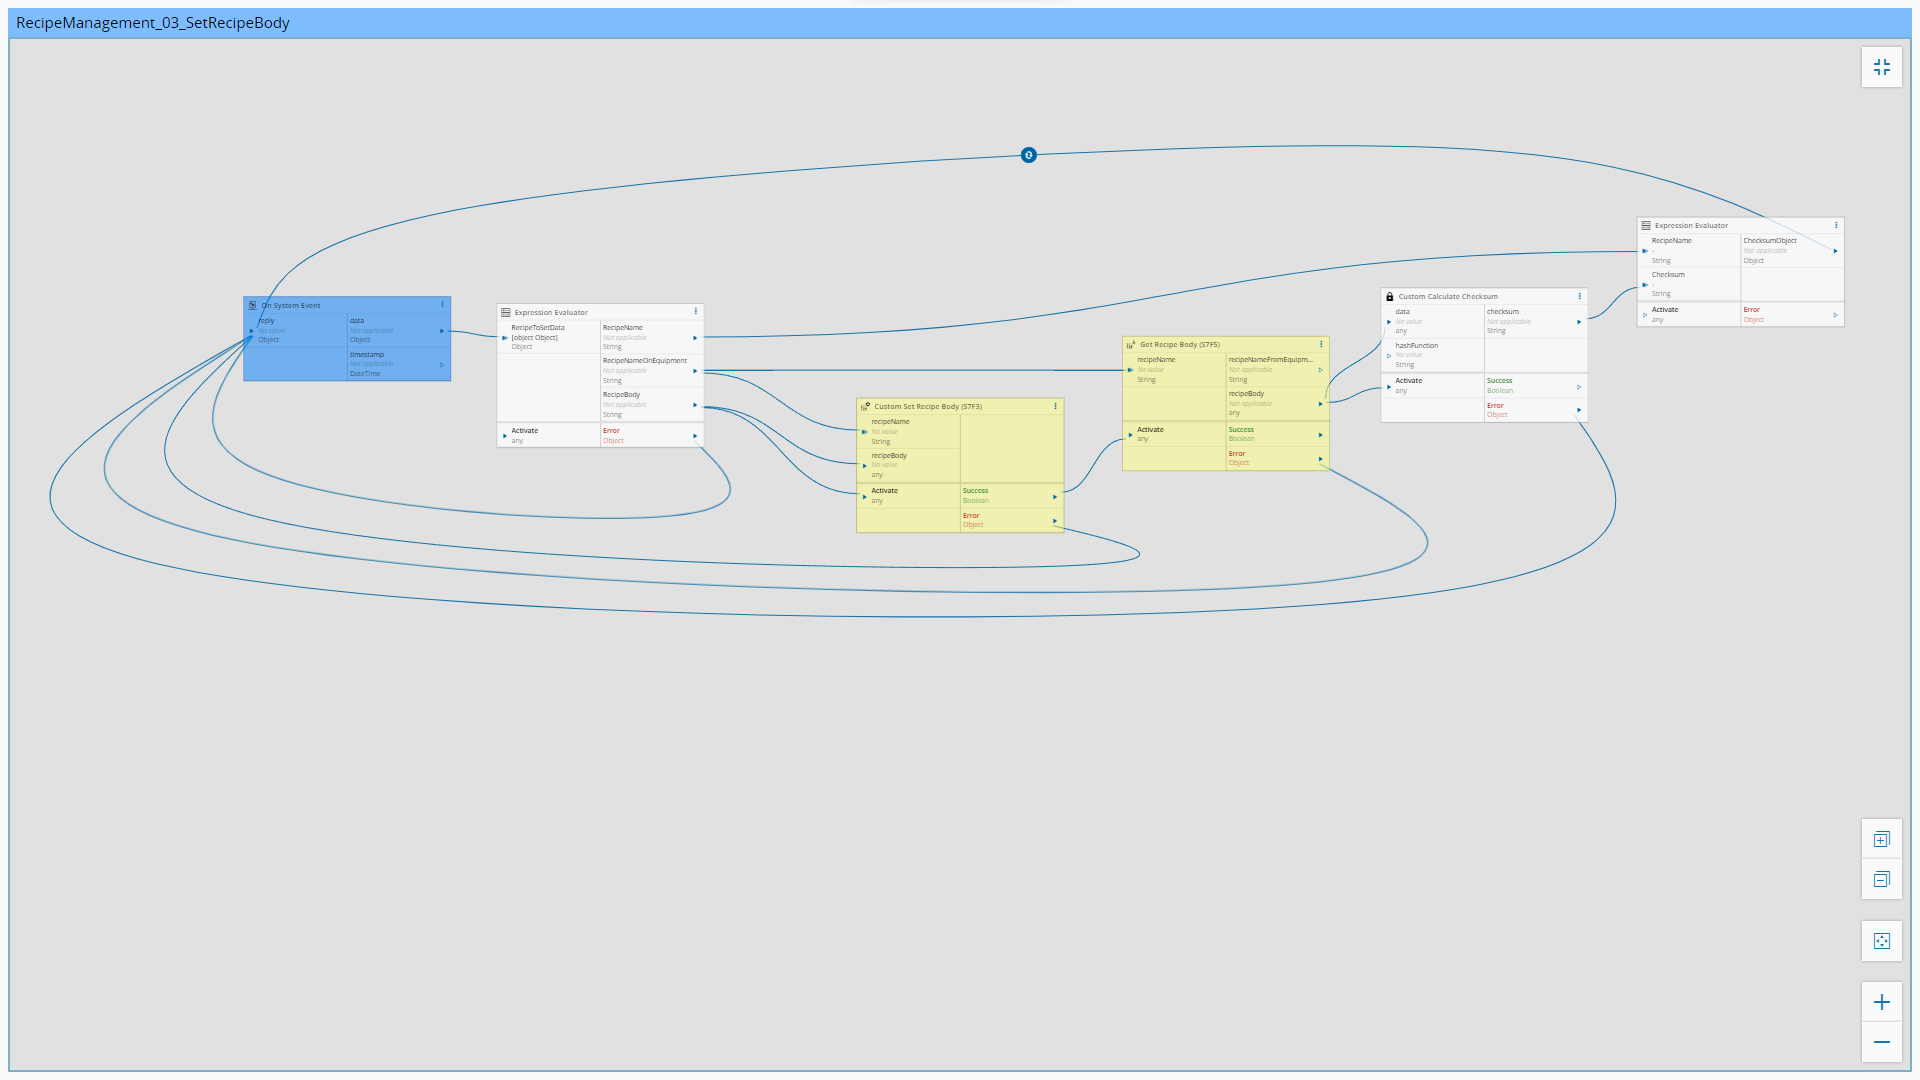 RecipeManagement_03_SetRecipeBody
On System Event
reply
No value
Object
data
Not applicable
Object
timestamp
Not applicable
DateTime
Expression Evaluator
RecipeToSetData
[object Object]
Object
RecipeName
Not applicable
String
RecipeNameOnEquipment
Not applicable
String
RecipeBody
Not applicable
String
Activate
any
Error
Object
Custom Set Recipe Body (S7F3)
recipeName
No value
String
recipeBody
No value
any
Activate
any
Success
Boolean
Error
Object
Get Recipe Body (S7F5)
recipeName
No value
String
recipeNameFromEquipm...
Not applicable
String
recipeBody
Not applicable
any
Activate
any
Success
Boolean
Error
Object
Custom Calculate Checksum
data
No value
any
hashFunction
No value
String
checksum
Not applicable
String
Activate
any
Success
Boolean
Error
Object
Expression Evaluator
RecipeName
-
String
Checksum
-
String
ChecksumObject
Not applicable
Object
Activate
any
Error
Object